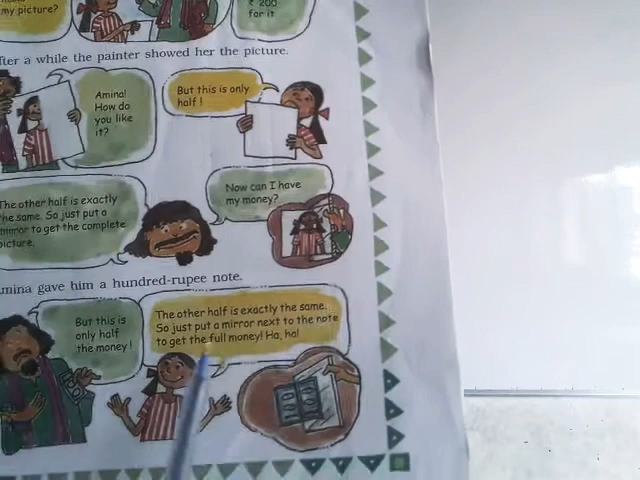 my picture?
₹ 200
for it
fter a while the painter showed her the picture.
Amina!
How do
you like
it?
But this is only
half !
The other half is exactly
the same. So just put a
mirror to get the complete
picture.
Now can I have
my money?
mina gave him a hundred-rupee note.
But this is
only half
the money!
The other half is exactly the same.
So just put a mirror next to the note
to get the full money! Ha, ha!
100